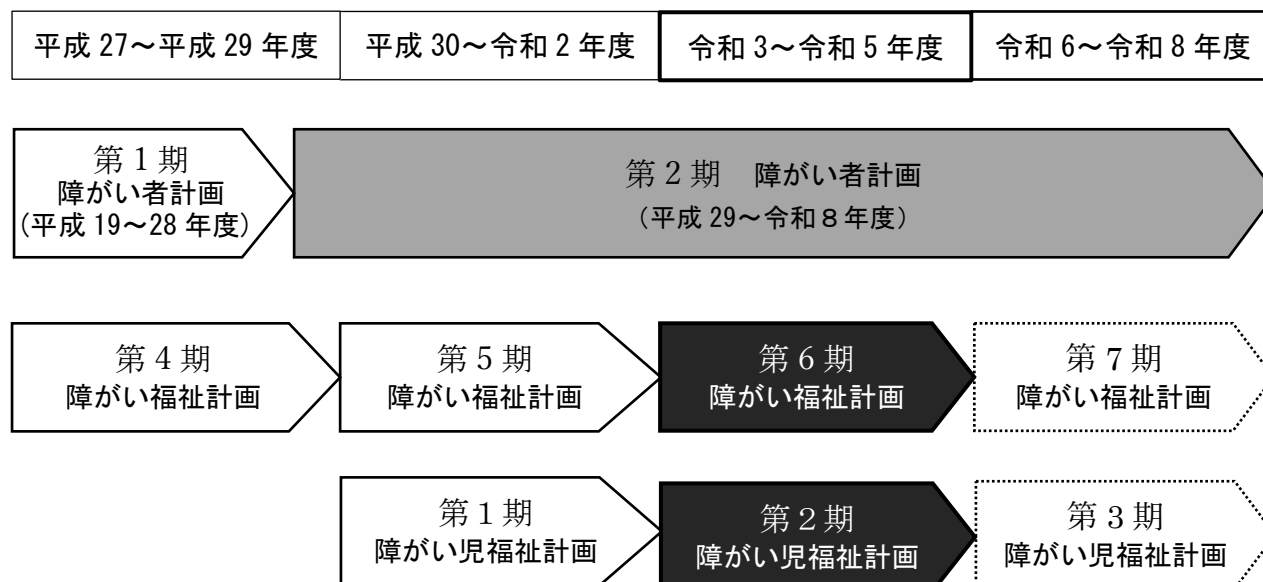 平成 27～平成 29 年度
平成 30～令和 2 年度
令和 3～令和 5 年度
令和 6～令和 8 年度
第１期
障がい者計画
(平成 19～28 年度)
第２期　障がい者計画
（平成 29～令和８年度）
第４期
障がい福祉計画
第５期
障がい福祉計画
第６期
障がい福祉計画
第７期
障がい福祉計画
第１期
障がい児福祉計画
第２期
障がい児福祉計画
第３期
障がい児福祉計画